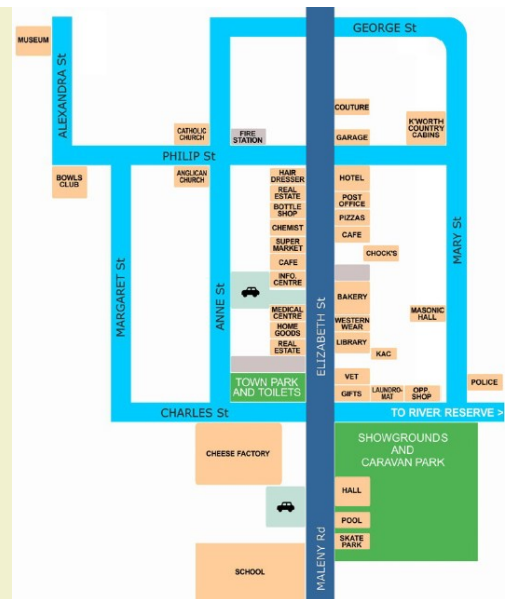 GEORGE St
MUSEUM
ALEXANDRA St
COUTURE
CATHOLIC
CHURCH
FIRE
STATION
GARAGE
K'WORTH
COUNTRY
CABINS
PHILIP St
BOWLS
CLUB
ANGLICAN
CHURCH
HAIR
DRESSER
REAL
ESTATE
BOTTLE
SHOP
CHEMIST
SUPER
MARKET
CAFE
INFO.
CENTRE
MEDICAL
CENTRE
HOME
GOODS
REAL
ESTATE
HOTEL
POST
OFFICE
PIZZAS
CAFE
CHOCK'S
BAKERY
WESTERN
WEAR
LIBRARY
KAC
VET
GIFTS
LAUNDRO-
MAT
OPP.
SHOP
MASONIC
HALL
POLICE
MARGARET St
ANNE St
ELIZABETH St
MARY St
TOWN PARK
AND TOILETS
CHARLES St
TO RIVER RESERVE >
CHEESE FACTORY
SHOWGROUNDS
AND
CARAVAN PARK
HALL
POOL
SKATE
PARK
SCHOOL
MALENY Rd